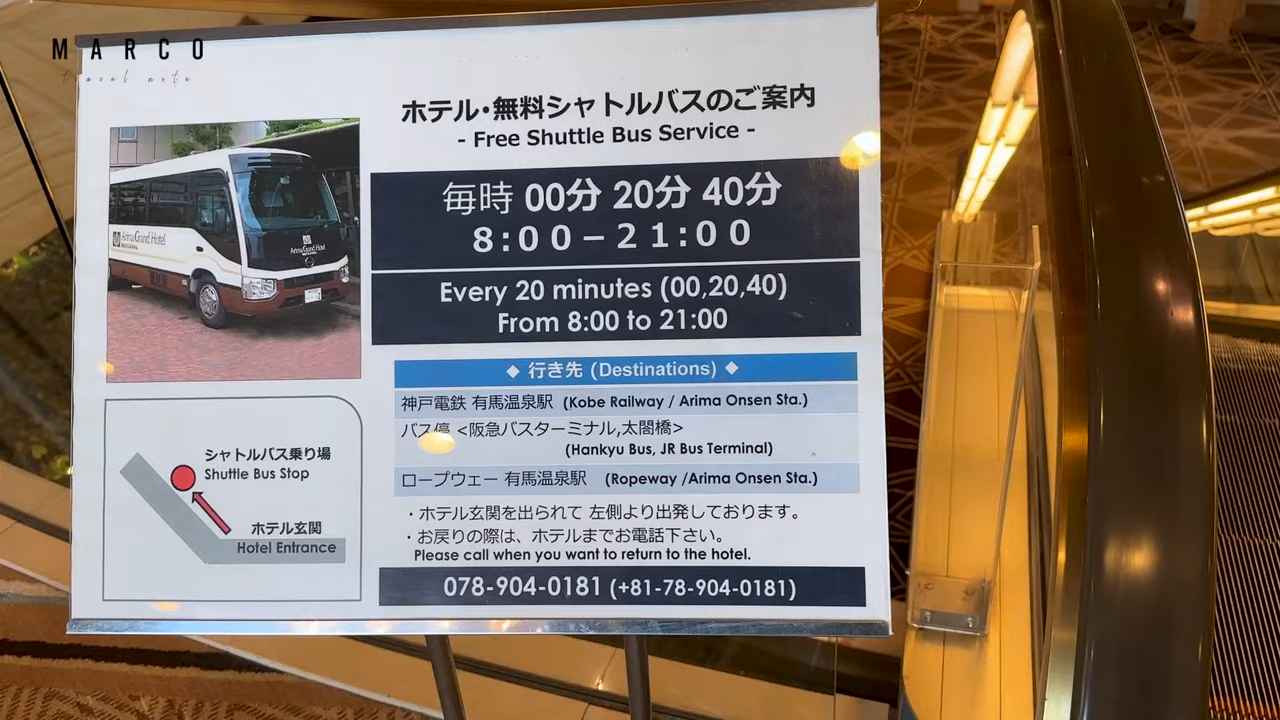 MARCO
travel note
ホテル・無料シャトルバスのご案内
- Free Shuttle Bus Service -
毎時 00分 20分 40分
8:00－21:00
Every 20 minutes (00,20,40)
From 8:00 to 21:00
Arima Grand Hotel
Arima Grand Hotel
◆ 行き先 (Destinations) ◆
神戸電鉄 有馬温泉駅 (Kobe Railway / Arima Onsen Sta.)
バス停 <阪急バスターミナル,太閤橋>
(Hankyu Bus, JR Bus Terminal)
ロープウェー 有馬温泉駅 (Ropeway /Arima Onsen Sta.)
・ホテル玄関を出られて 左側より出発しております。
・お戻りの際は、ホテルまでお電話下さい。
Please call when you want to return to the hotel.
078-904-0181 (+81-78-904-0181)
シャトルバス乗り場
Shuttle Bus Stop
ホテル玄関
Hotel Entrance